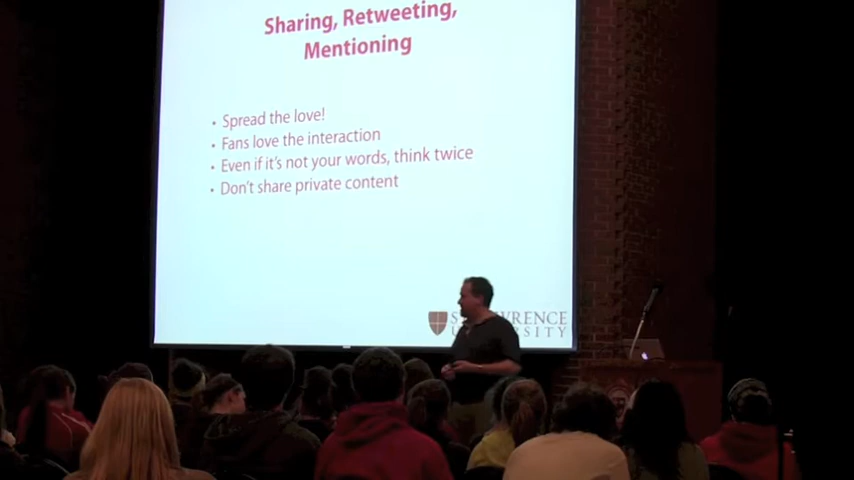 Sharing, Retweeting,
Mentioning
• Spread the love!
• Fans love the interaction
• Even if it's not your words, think twice
• Don't share private content